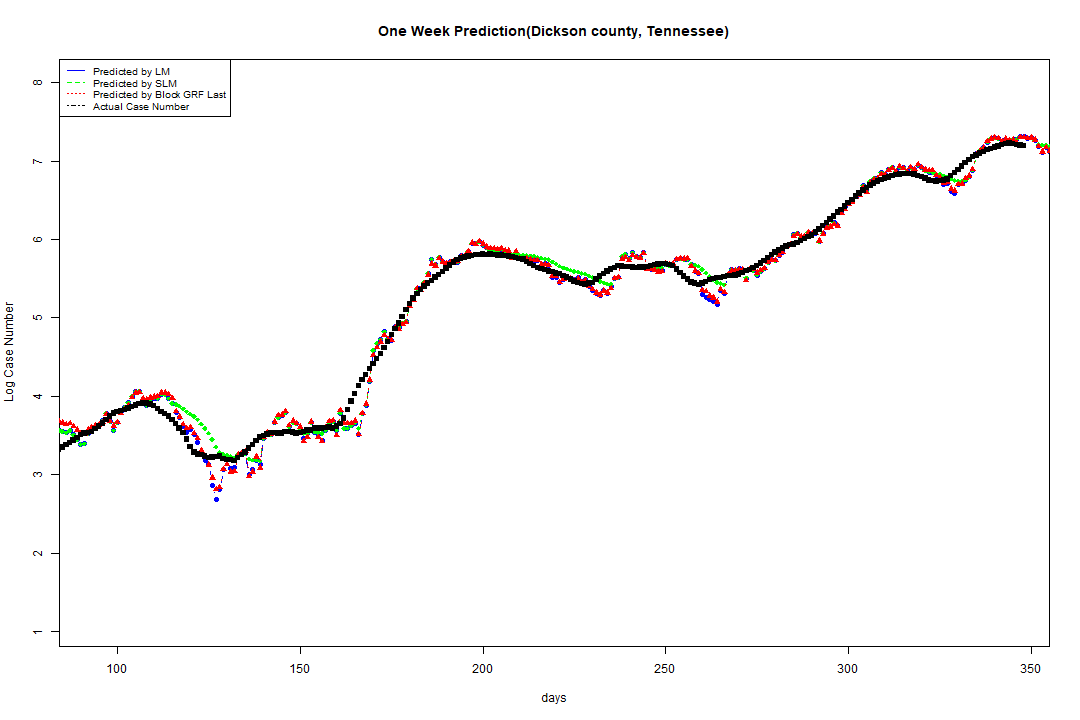 One Week Prediction(Dickson county, Tennessee)
Predicted by LM
Predicted by SLM
Predicted by Block GRF Last
Actual Case Number
8
7
6
5
4
3
2
1
Log Case Number
100 150 200 250 300 350
days